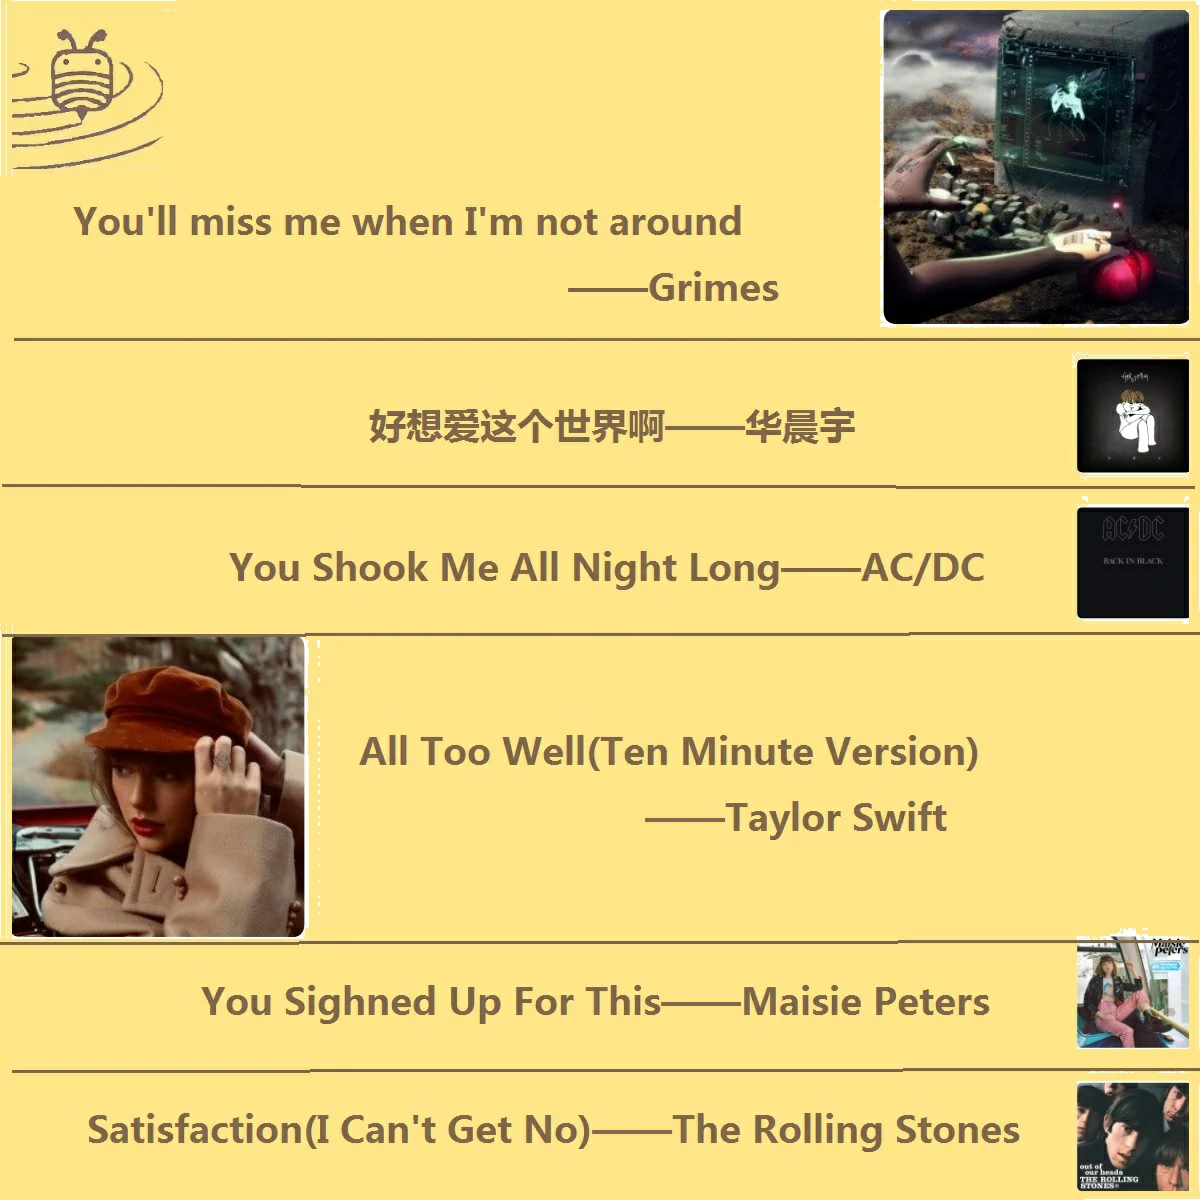 You'll miss me when I'm not around
——Grimes
好想爱这个世界啊——华晨宇
You Shook Me All Night Long——AC/DC
AC/DC
BACK IN BLACK
All Too Well(Ten Minute Version)
——Taylor Swift
Maisie
peters
You Sighned Up For This——Maisie Peters
Satisfaction(I Can't Get No)——The Rolling Stones
out of
our heads
THE ROLLING
STONES